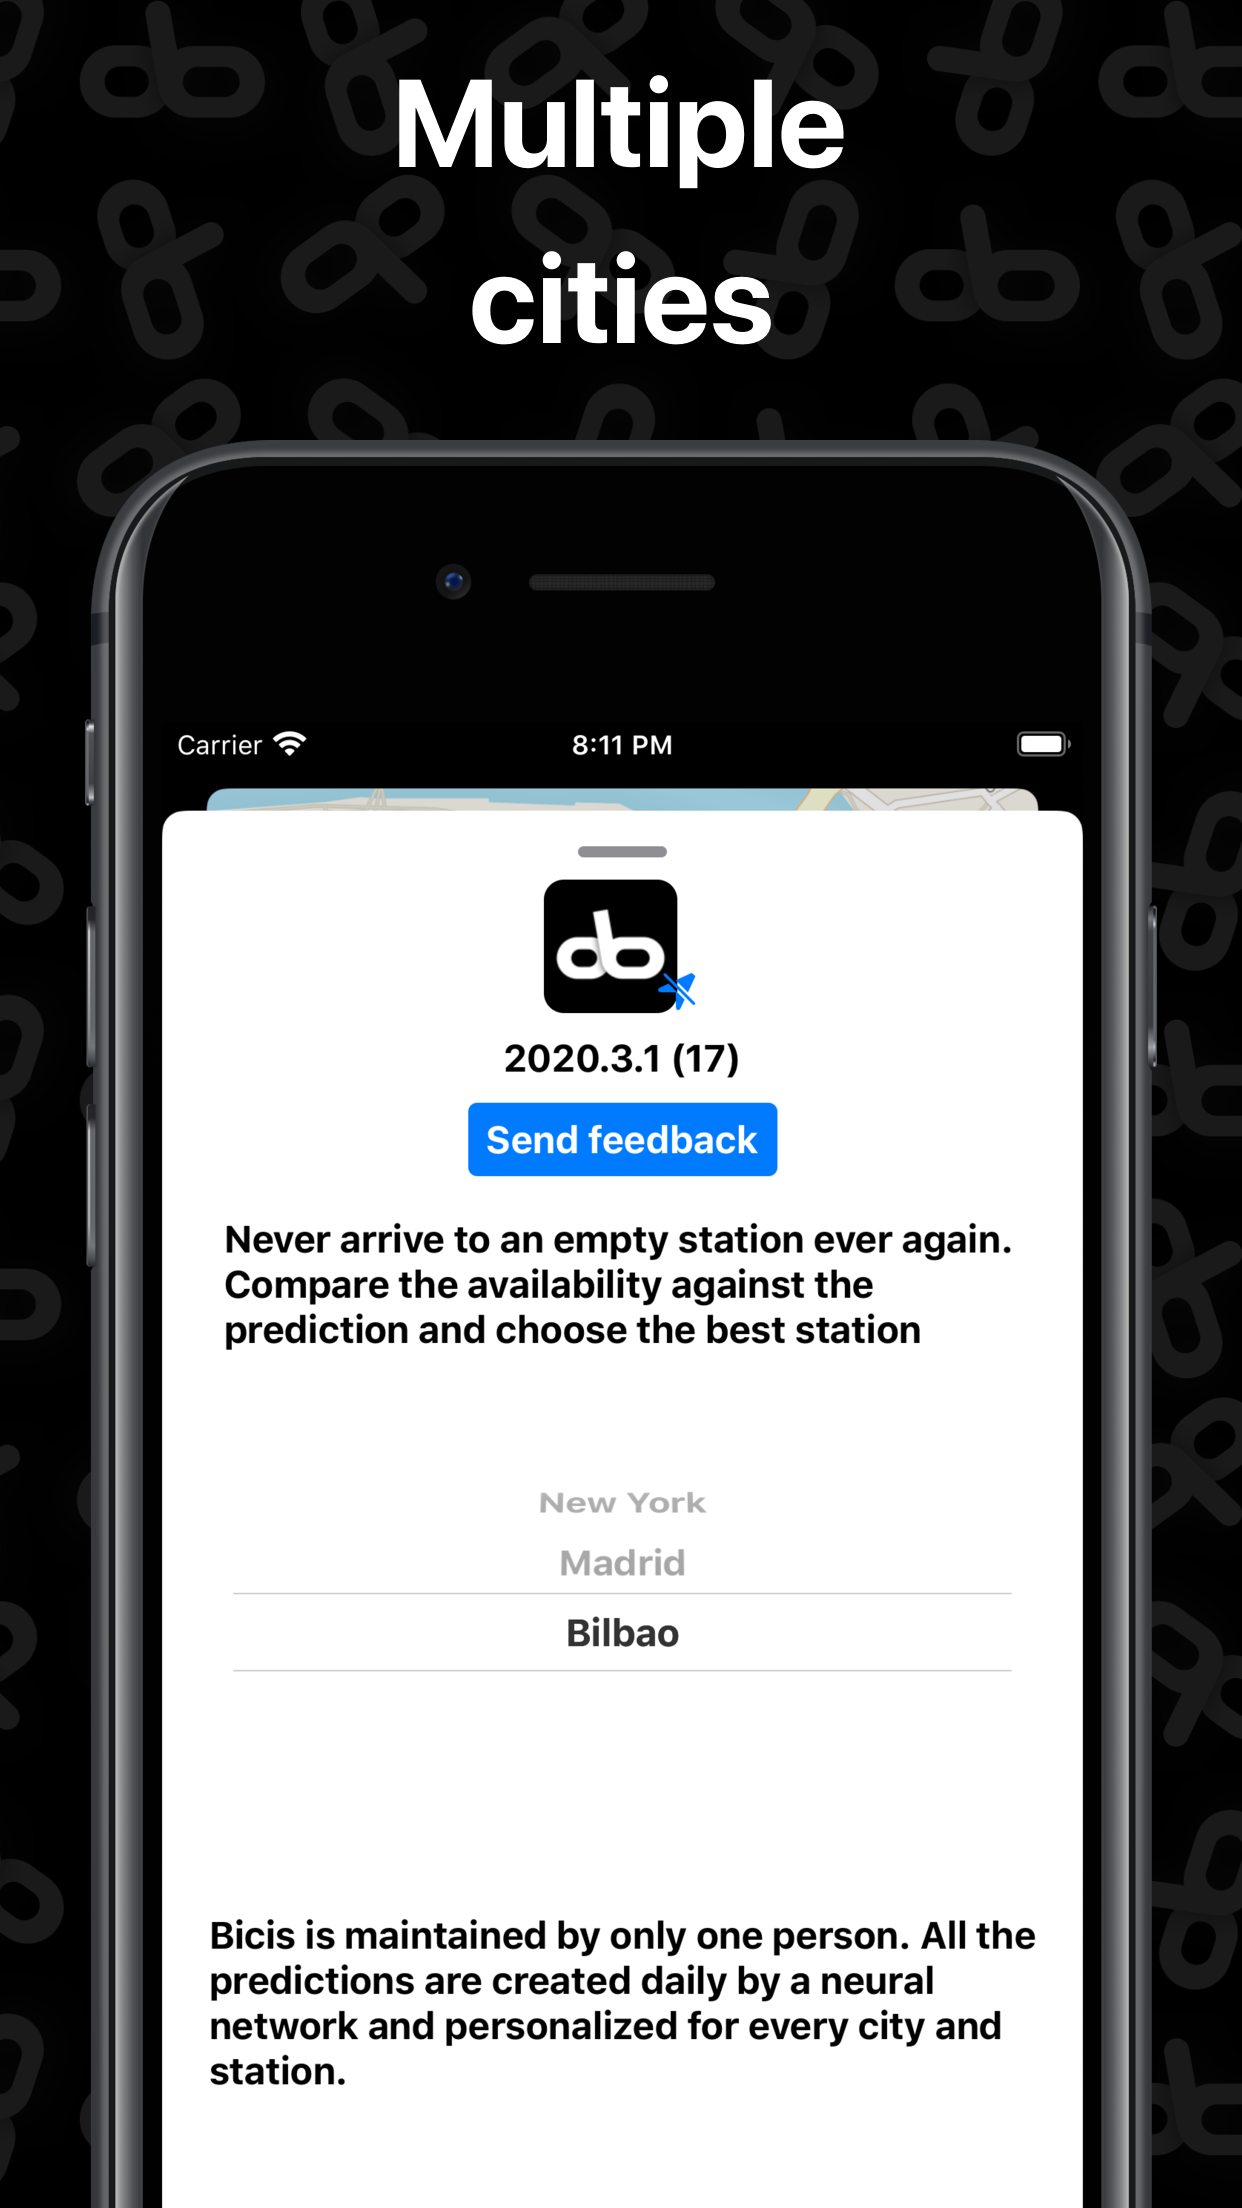 Multiple
cities
Carrier
8:11 PM
2020.3.1 (17)
Send feedback
Never arrive to an empty station ever again.
Compare the availability against the
prediction and choose the best station
New York
Madrid
Bilbao
Bicis is maintained by only one person. All the
predictions are created daily by a neural
network and personalized for every city and
station.